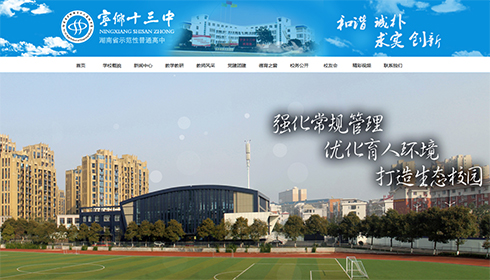 宁乡十三中
NINGXIANG SHISAN ZHONG
湖南省示范性普通高中
和谐 诚朴
求实 创新
首页 学校概览 新闻中心 教学教研 教师风采 党建团建 德育之窗 校务公开 校友会 精彩视频 联系我们
强化常规管理
优化育人环境
打造生态校园